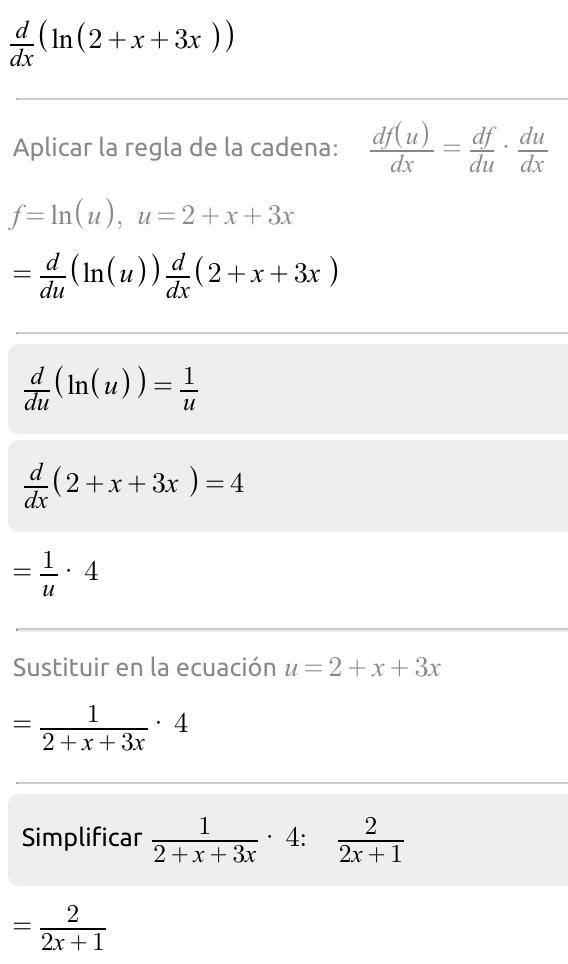 d/dx(ln(2+x+3x ))
Aplicar la regla de la cadena: df(u)/dx = df/du · du/dx
f=ln(u), u=2+x+3x
= d/du(ln(u)) d/dx(2+x+3x )
d/du(ln(u)) = 1/u
d/dx(2+x+3x ) = 4
= 1/u · 4
Sustituir en la ecuación u=2+x+3x
= 1/(2+x+3x) · 4
Simplificar 1/(2+x+3x) · 4: 2/(2x+1)
= 2/(2x+1)